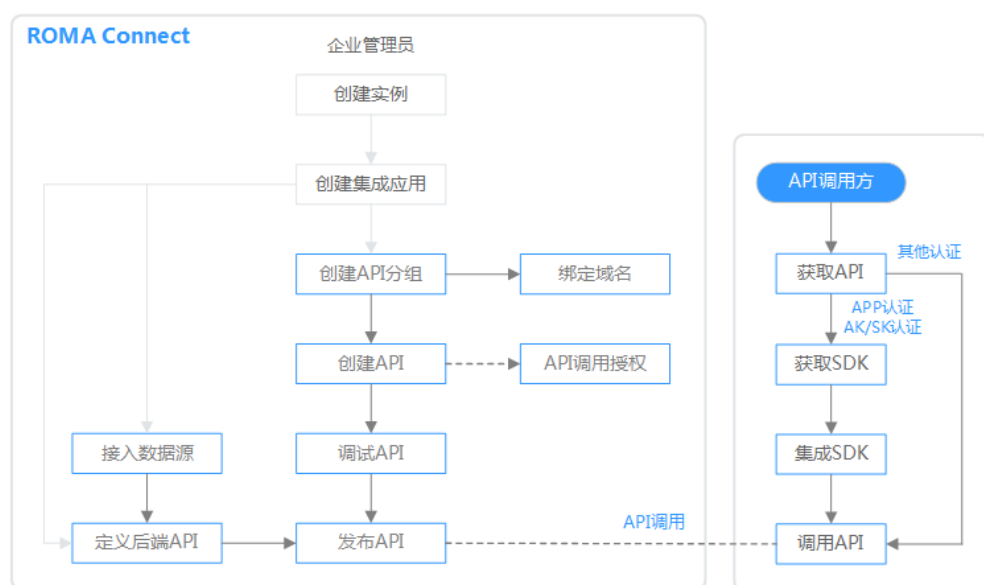 ROMA Connect
企业管理员
创建实例
创建集成应用
创建API分组
绑定域名
创建API
API调用授权
接入数据源
调试API
定义后端API
发布API
API调用
API调用方
其他认证
获取API
APP认证
AK/SK认证
获取SDK
集成SDK
调用API